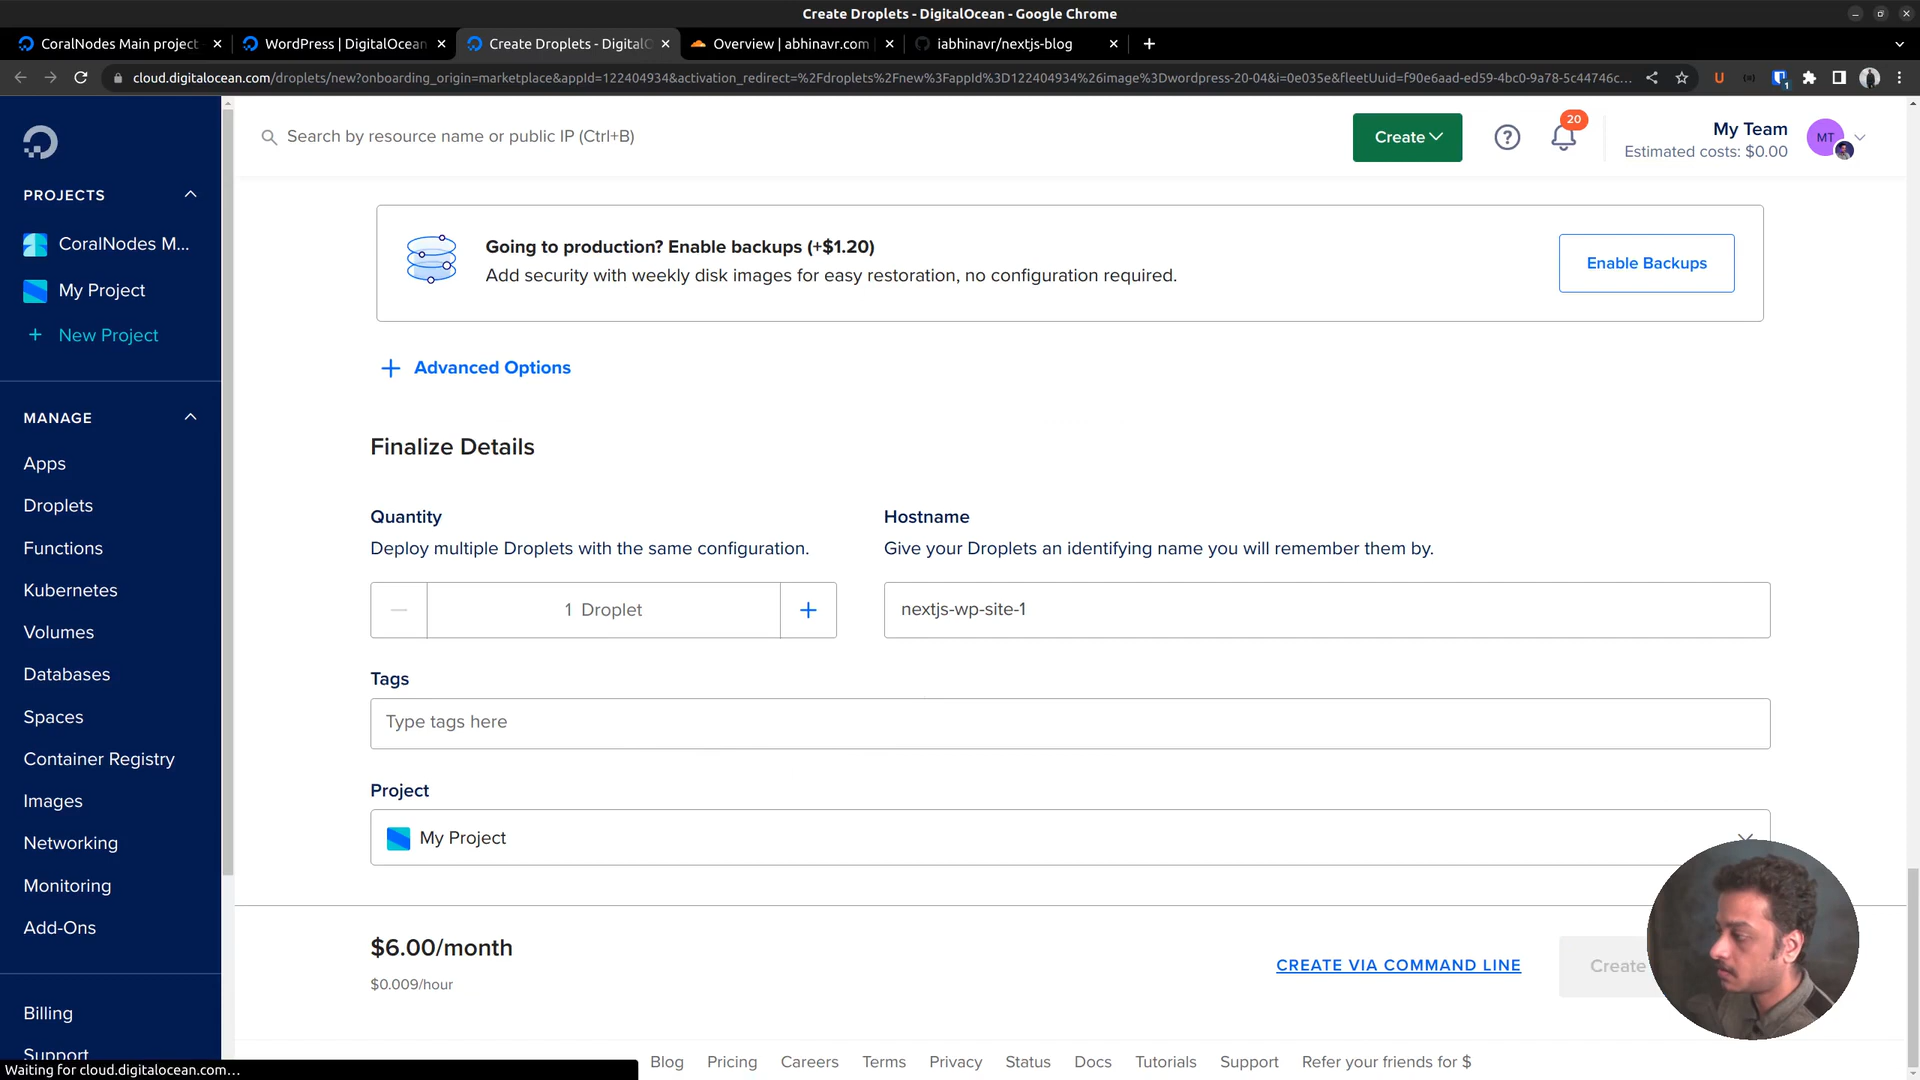 Create Droplets - DigitalOcean - Google Chrome
CoralNodes Main project
WordPress | DigitalOcean
Create Droplets - DigitalO
Overview | abhinavr.com
iabhinavr/nextjs-blog
cloud.digitalocean.com/droplets/new?onboarding_origin=marketplace&appId=122404934&activation_redirect=%2Fdroplets%2Fnew%3FappId%3D122404934%26image%3Dwordpress-20-04&i=0e035e&fleetUuid=f90e6aad-ed59-4bc0-9a78-5c44746c...
Search by resource name or public IP (Ctrl+B)
Create
20
My Team
Estimated costs: $0.00
MT
PROJECTS
CoralNodes M...
My Project
+ New Project
MANAGE
Apps
Droplets
Functions
Kubernetes
Volumes
Databases
Spaces
Container Registry
Images
Networking
Monitoring
Add-Ons
Billing
Support
Going to production? Enable backups (+$1.20)
Add security with weekly disk images for easy restoration, no configuration required.
Enable Backups
+ Advanced Options
Finalize Details
Quantity
Deploy multiple Droplets with the same configuration.
1 Droplet
Hostname
Give your Droplets an identifying name you will remember them by.
nextjs-wp-site-1
Tags
Type tags here
Project
My Project
$6.00/month
$0.009/hour
CREATE VIA COMMAND LINE
Create
Blog Pricing Careers Terms Privacy Status Docs Tutorials Support Refer your friends for $
Waiting for cloud.digitalocean.com...